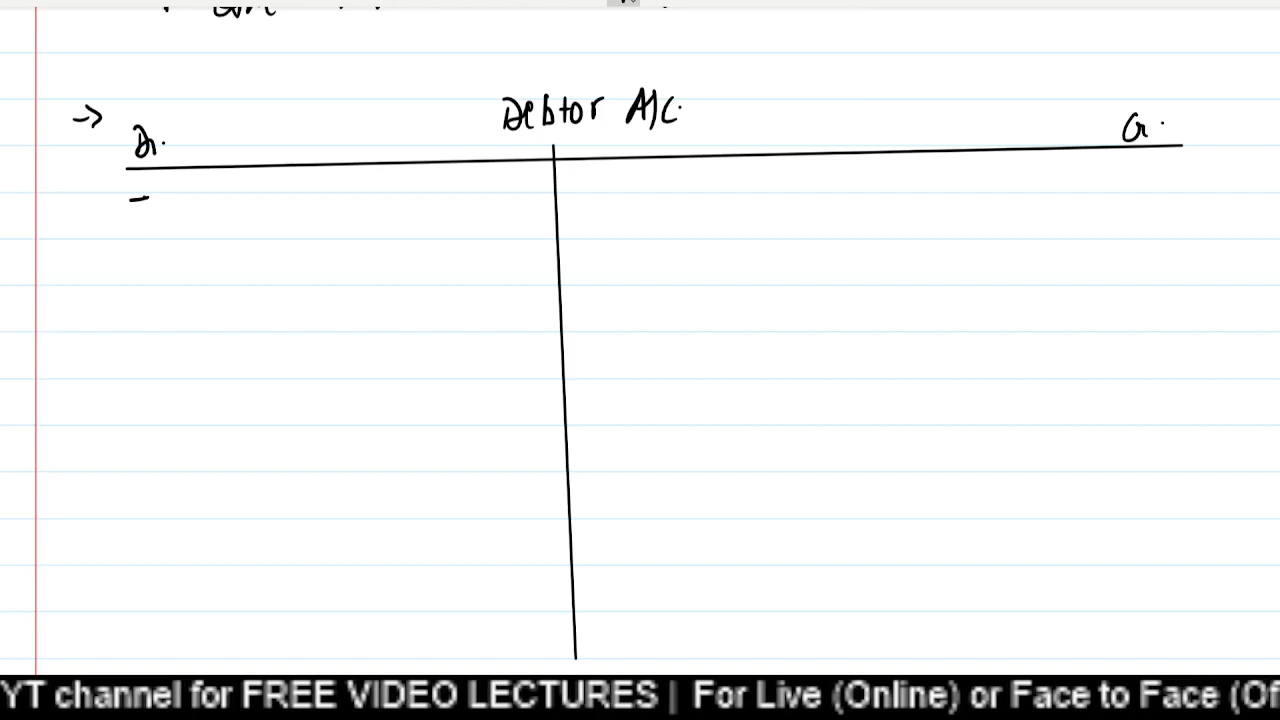 → Debtor A/c.
Dr. Cr.
-
YT channel for FREE VIDEO LECTURES | For Live (Online) or Face to Face (Of